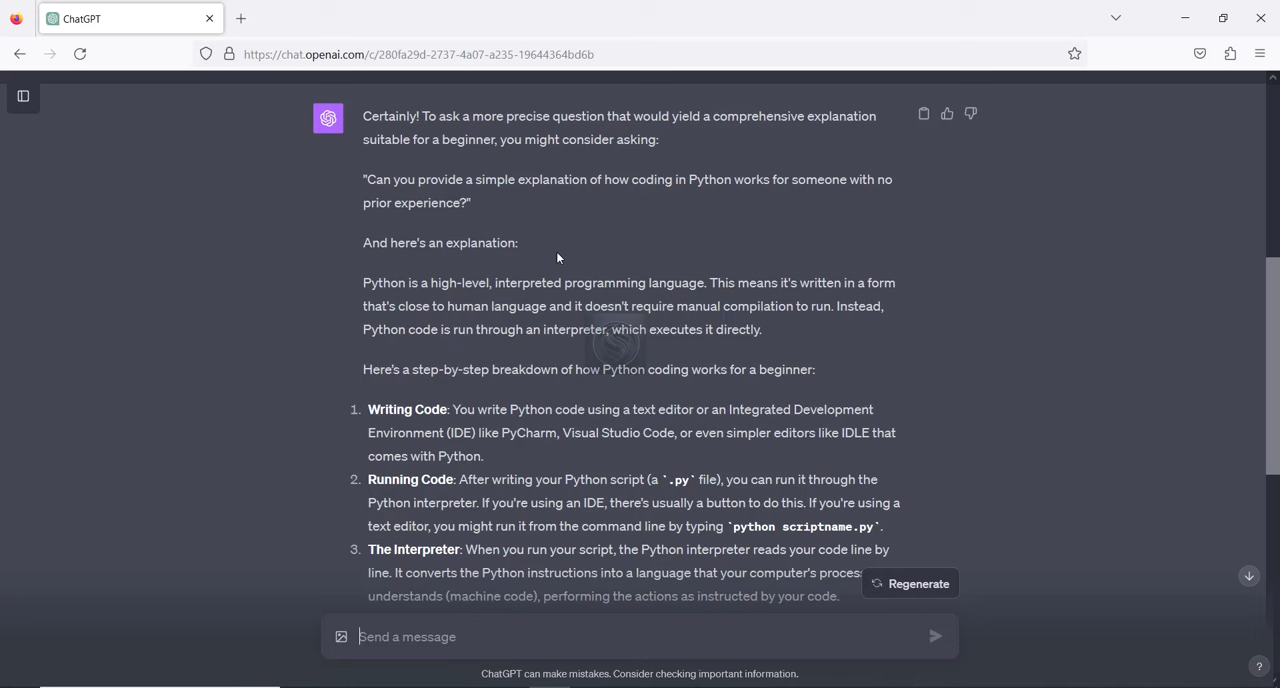 ChatGPT
https://chat.openai.com/c/280fa29d-2737-4a07-a235-19644364bd6b
Certainly! To ask a more precise question that would yield a comprehensive explanation
suitable for a beginner, you might consider asking:
"Can you provide a simple explanation of how coding in Python works for someone with no
prior experience?"
And here's an explanation:
Python is a high-level, interpreted programming language. This means it's written in a form
that's close to human language and it doesn't require manual compilation to run. Instead,
Python code is run through an interpreter, which executes it directly.
Here's a step-by-step breakdown of how Python coding works for a beginner:
1. Writing Code: You write Python code using a text editor or an Integrated Development
Environment (IDE) like PyCharm, Visual Studio Code, or even simpler editors like IDLE that
comes with Python.
2. Running Code: After writing your Python script (a `.py` file), you can run it through the
Python interpreter. If you're using an IDE, there's usually a button to do this. If you're using a
text editor, you might run it from the command line by typing `python scriptname.py`.
3. The Interpreter: When you run your script, the Python interpreter reads your code line by
line. It converts the Python instructions into a language that your computer's proces
understands (machine code), performing the actions as instructed by your code.
Regenerate
Send a message
ChatGPT can make mistakes. Consider checking important information.
?